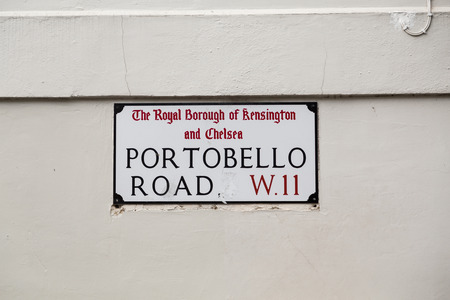 The Royal Borough of Kensington
and Chelsea
PORTOBELLO
ROAD, W.11